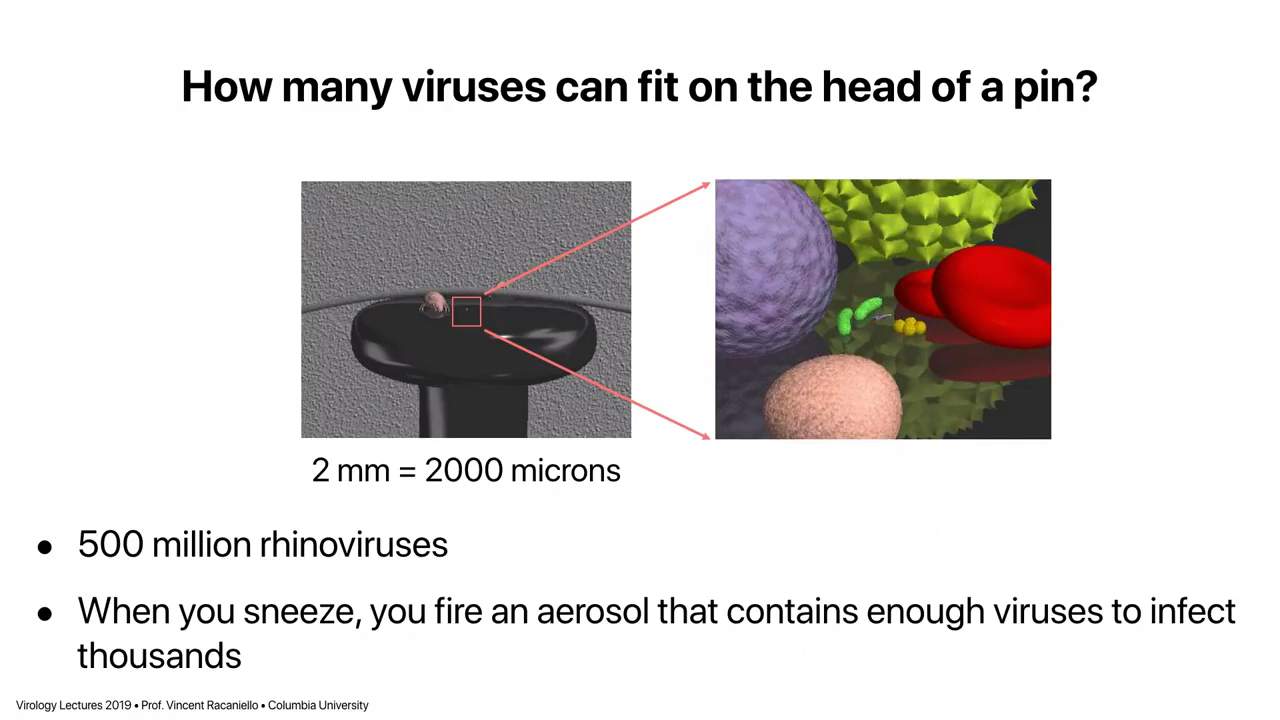 How many viruses can fit on the head of a pin?
2 mm = 2000 microns
• 500 million rhinoviruses
• When you sneeze, you fire an aerosol that contains enough viruses to infect
thousands
Virology Lectures 2019 • Prof. Vincent Racaniello • Columbia University